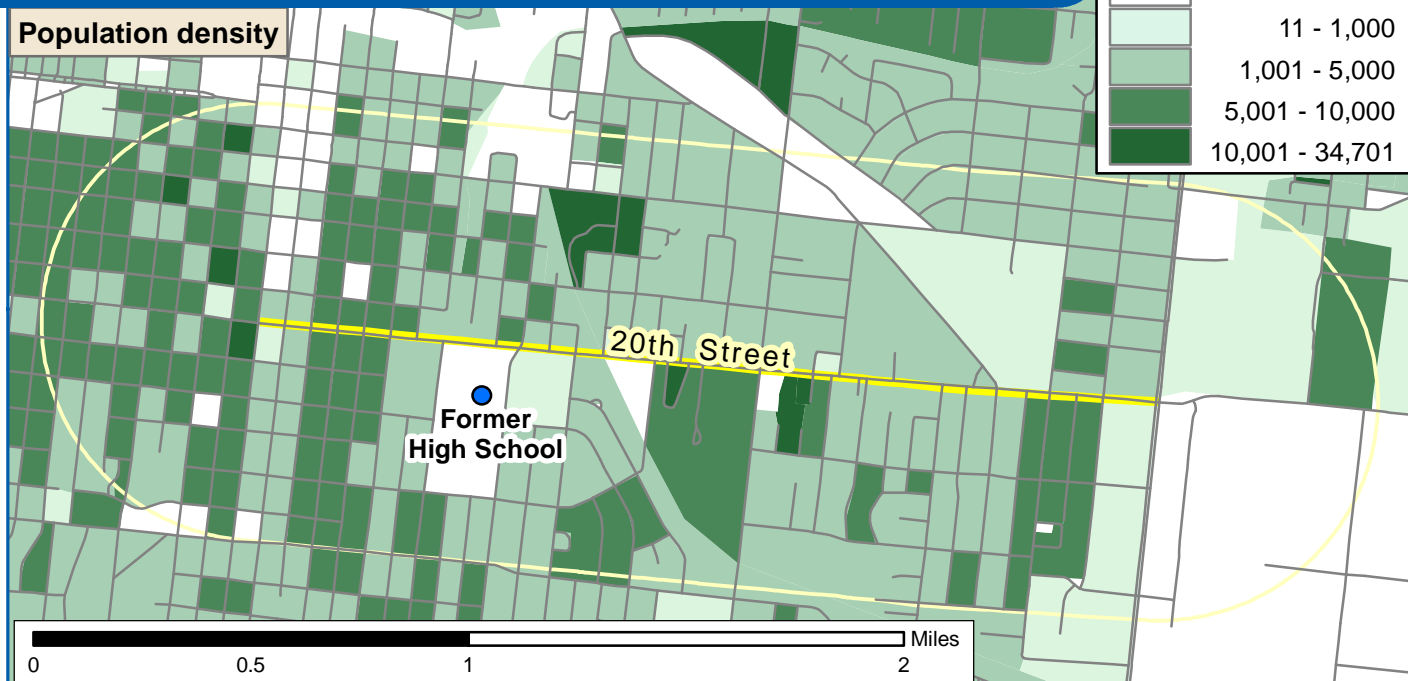 Population density
11 - 1,000
1,001 - 5,000
5,001 - 10,000
10,001 - 34,701
20th Street
Former
High School
Miles
0 0.5 1 2